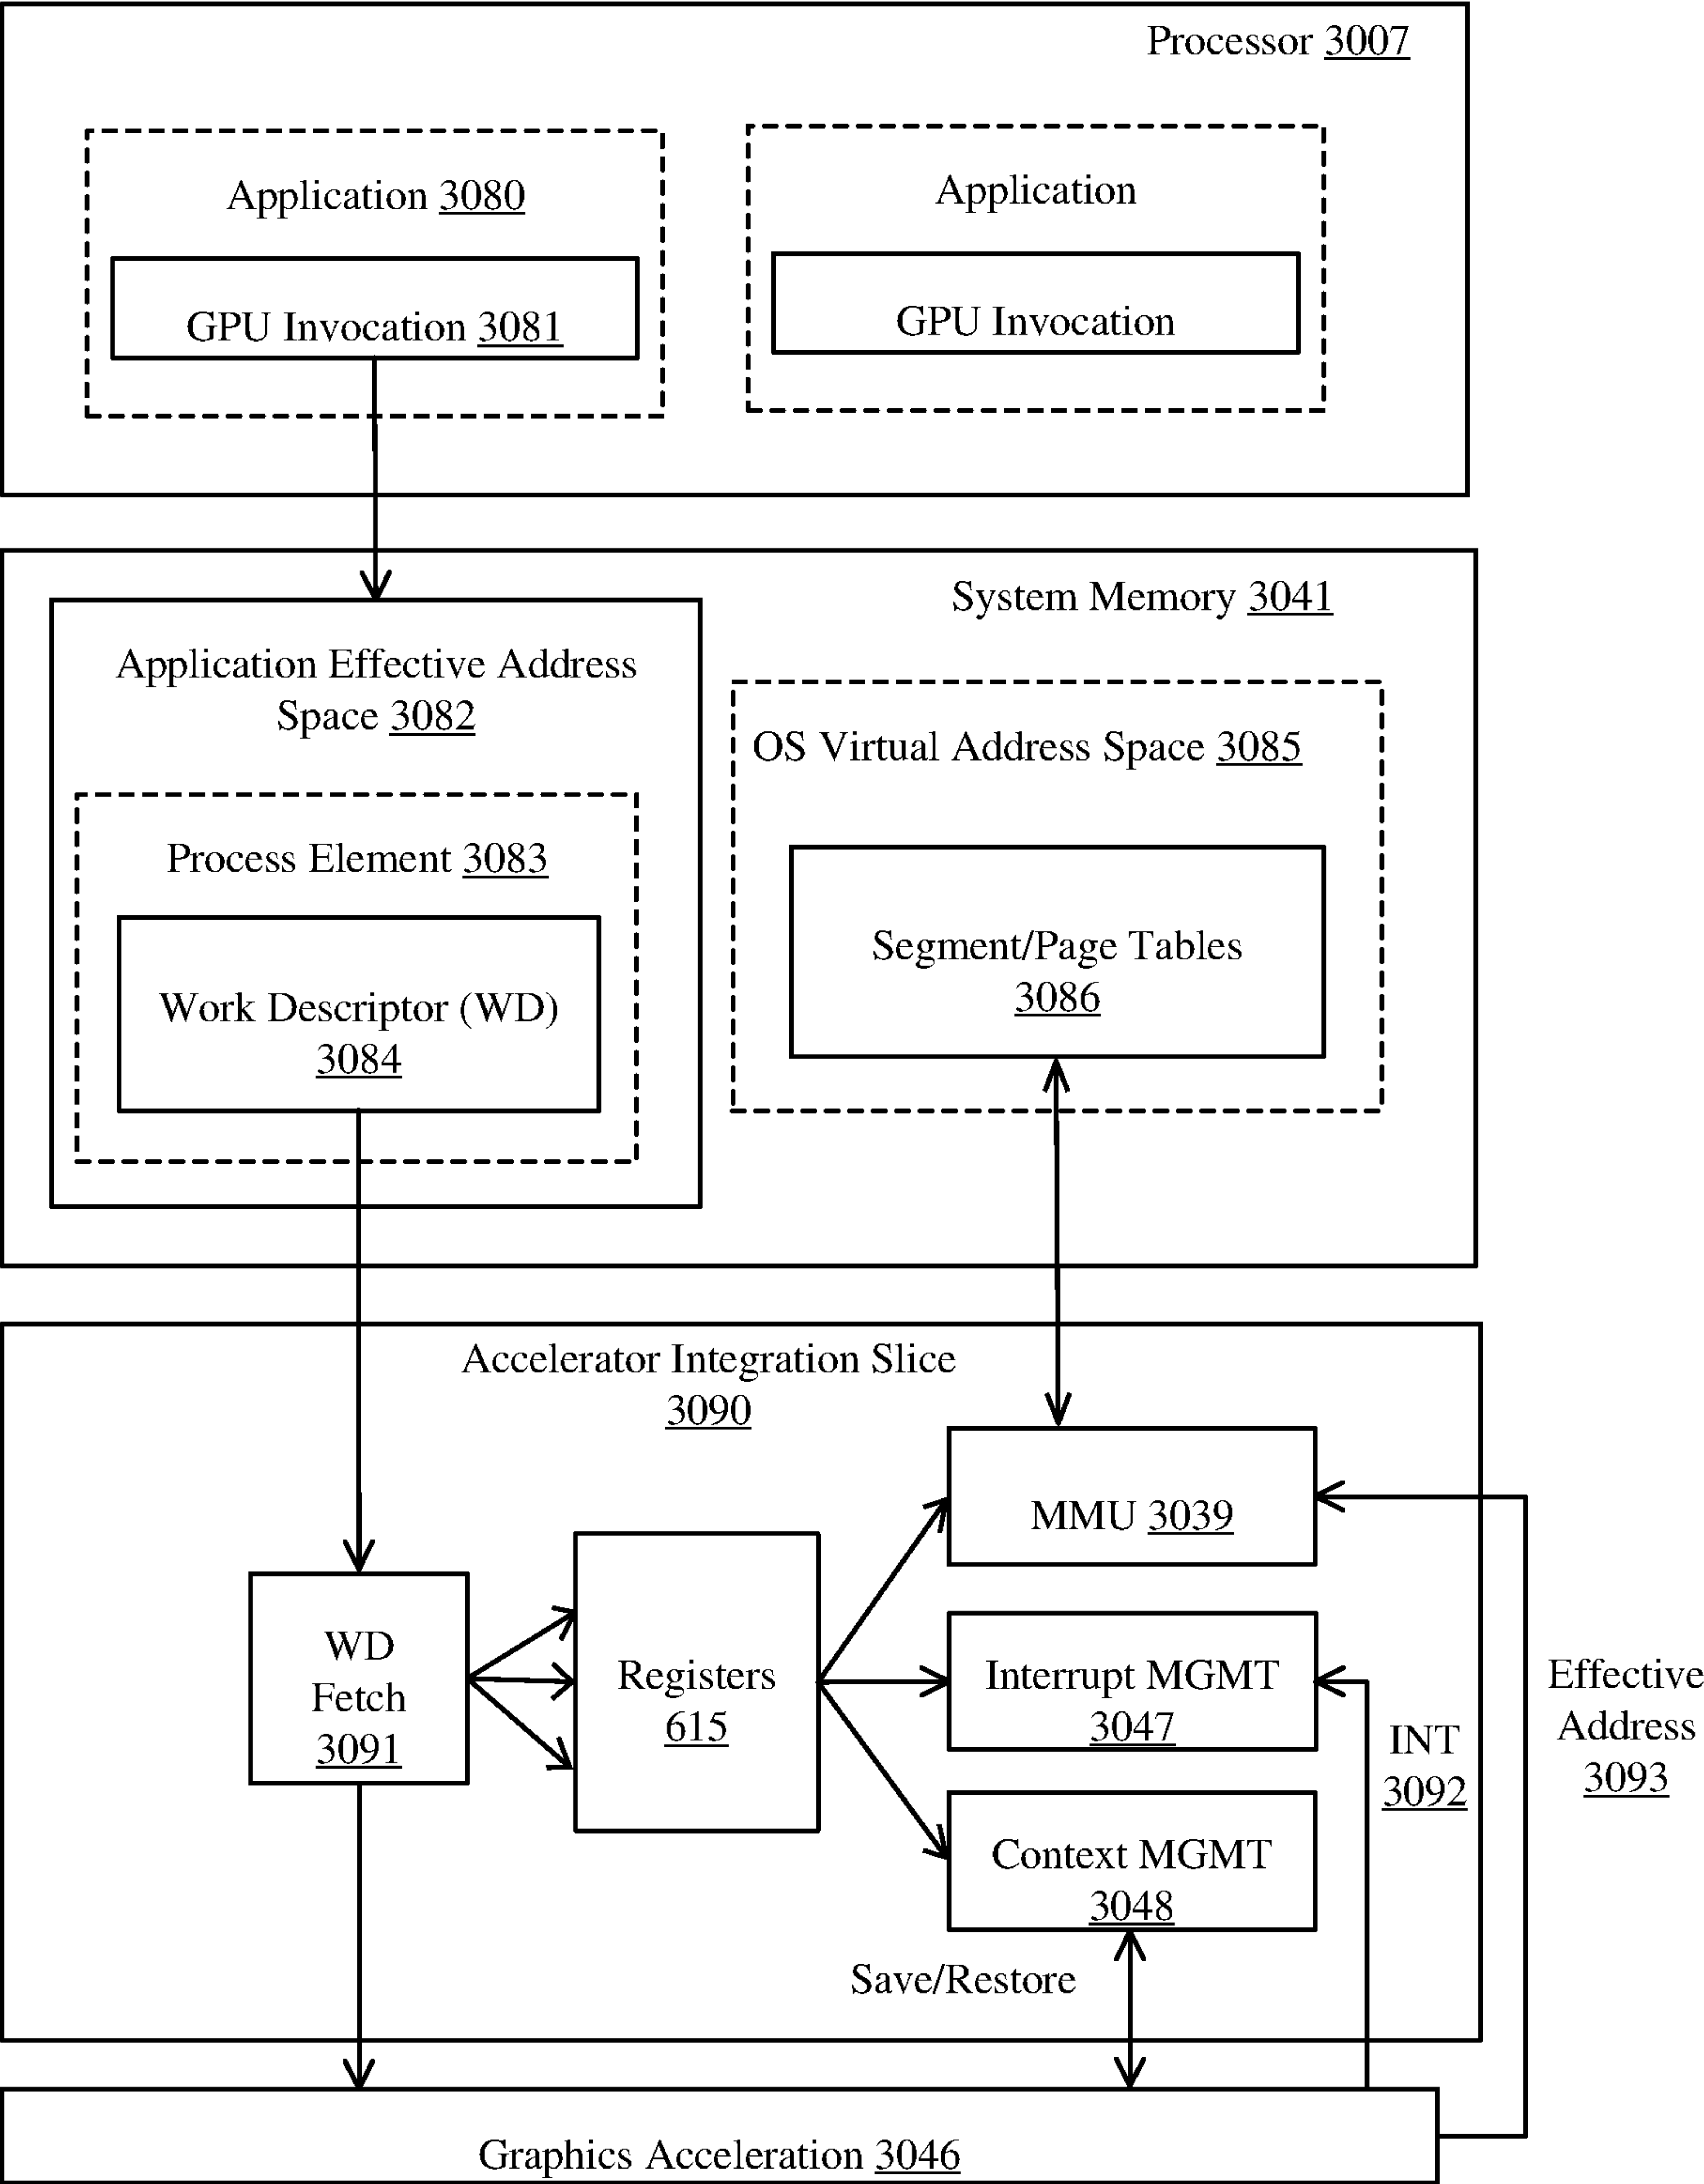 Processor 3007
Application 3080
GPU Invocation 3081
Application
GPU Invocation
System Memory 3041
Application Effective Address
Space 3082
Process Element 3083
Work Descriptor (WD)
3084
OS Virtual Address Space 3085
Segment/Page Tables
3086
Accelerator Integration Slice
3090
WD
Fetch
3091
Registers
615
MMU 3039
Interrupt MGMT
3047
Context MGMT
3048
Save/Restore
INT
3092
Effective
Address
3093
Graphics Acceleration 3046